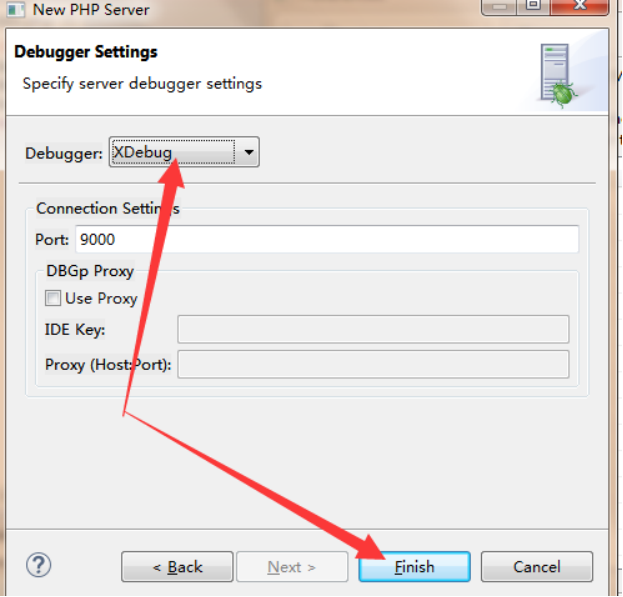 New PHP Server
Debugger Settings
Specify server debugger settings
Debugger: XDebug
Connection Settings
Port: 9000
DBGp Proxy
Use Proxy
IDE Key:
Proxy (Host:Port):
? < Back Next > Finish Cancel